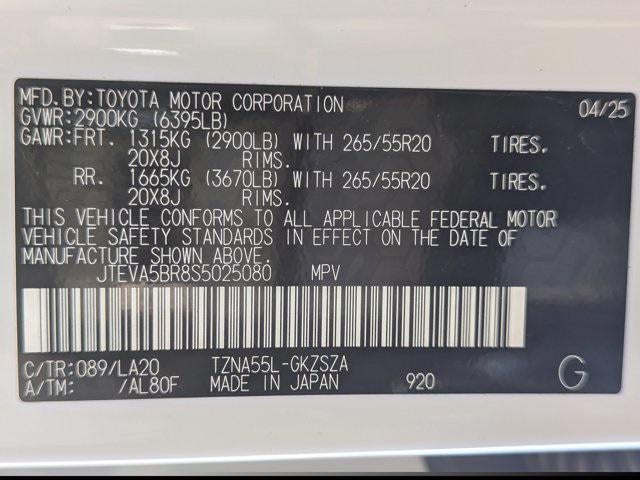 MFD.BY:TOYOTA MOTOR CORPORATION 04/25
GVWR:2900KG (6395LB)
GAWR:FRT. 1315KG (2900LB) WITH 265/55R20 TIRES.
20X8J RIMS.
RR. 1665KG (3670LB) WITH 265/55R20 TIRES.
20X8J RIMS.
THIS VEHICLE CONFORMS TO ALL APPLICABLE FEDERAL MOTOR
VEHICLE SAFETY STANDARDS IN EFFECT ON THE DATE OF
MANUFACTURE SHOWN ABOVE.
JTEVA5BR8S5025080 MPV
C/TR:089/LA20 TZNA55L-GKZSZA
A/TM: /AL80F MADE IN JAPAN 920 G